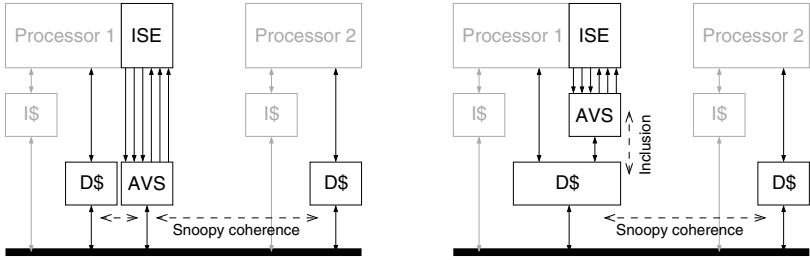 Processor 1
ISE
Processor 2
I$
I$
D$
AVS
D$
Snoopy coherence
Processor 1
ISE
Processor 2
I$
AVS
I$
Inclusion
D$
D$
Snoopy coherence